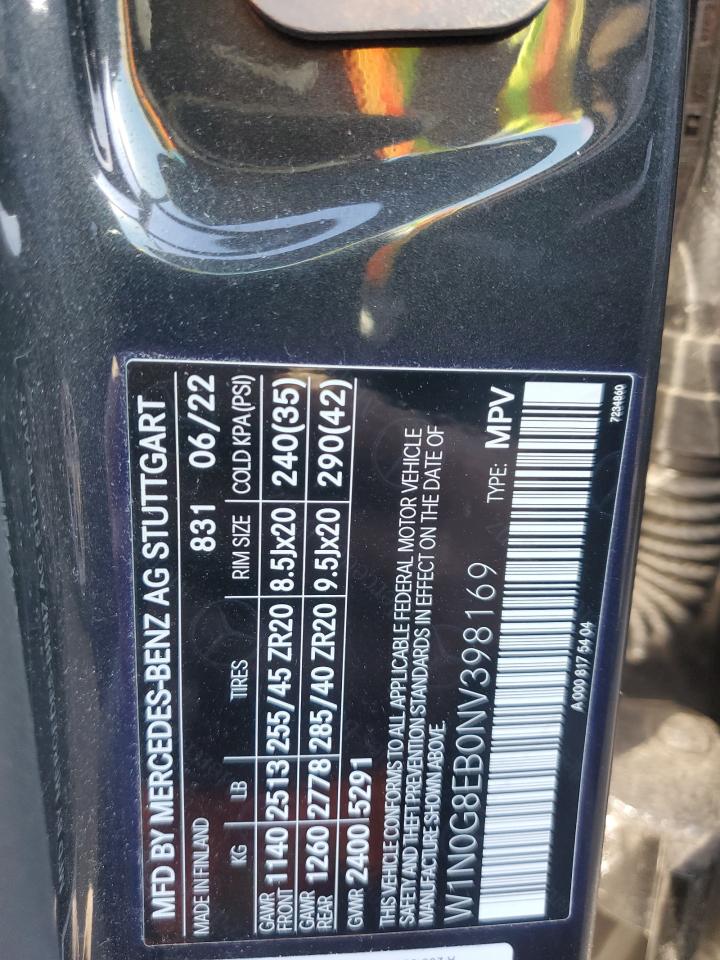 MFD BY MERCEDES-BENZ AG STUTTGART
MADE IN FINLAND 831 06/22
KG LB TIRES RIM SIZE COLD KPA(PSI)
GAWR FRONT 1140 2513 255/45 ZR20 8.5Jx20 240(35)
GAWR REAR 1260 2778 285/40 ZR20 9.5Jx20 290(42)
GWR 2400 5291
THIS VEHICLE CONFORMS TO ALL APPLICABLE FEDERAL MOTOR VEHICLE
SAFETY AND THEFT PREVENTION STANDARDS IN EFFECT ON THE DATE OF
MANUFACTURE SHOWN ABOVE.
W1N0G8EB0NV398169 TYPE: MPV
A 000 817 54 04 7234860